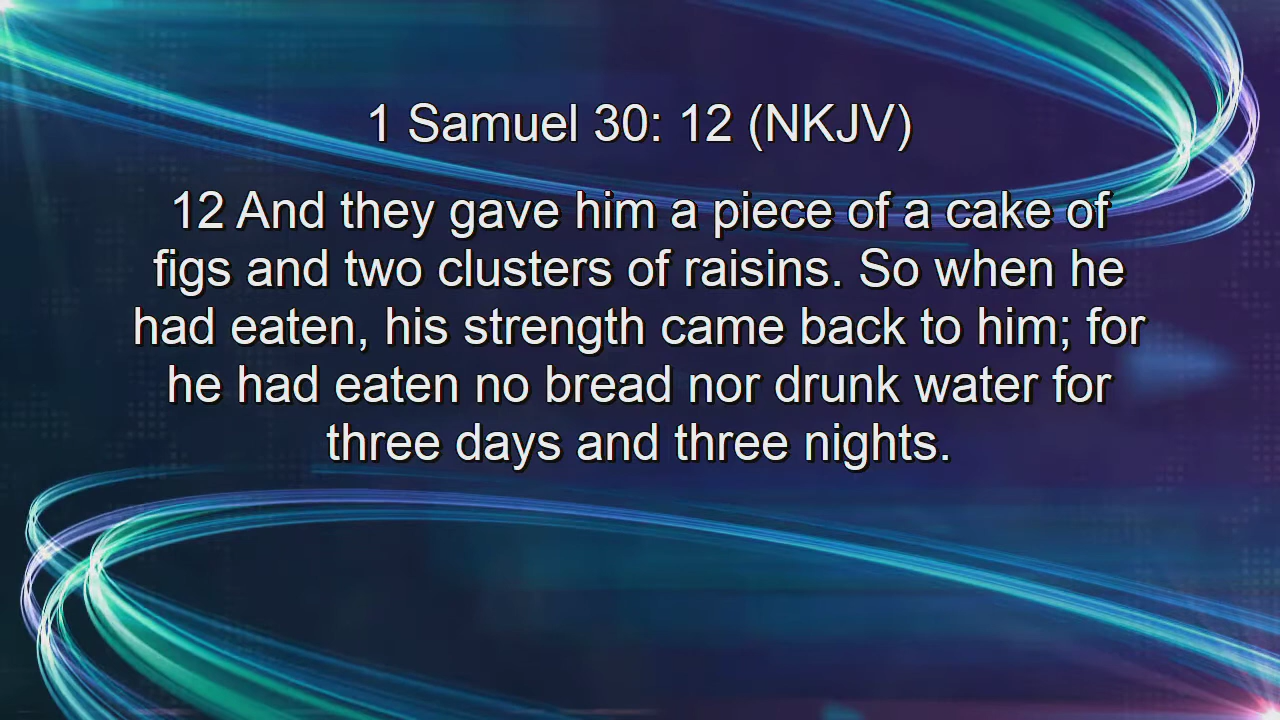 1 Samuel 30: 12 (NKJV)
12 And they gave him a piece of a cake of
figs and two clusters of raisins. So when he
had eaten, his strength came back to him; for
he had eaten no bread nor drunk water for
three days and three nights.